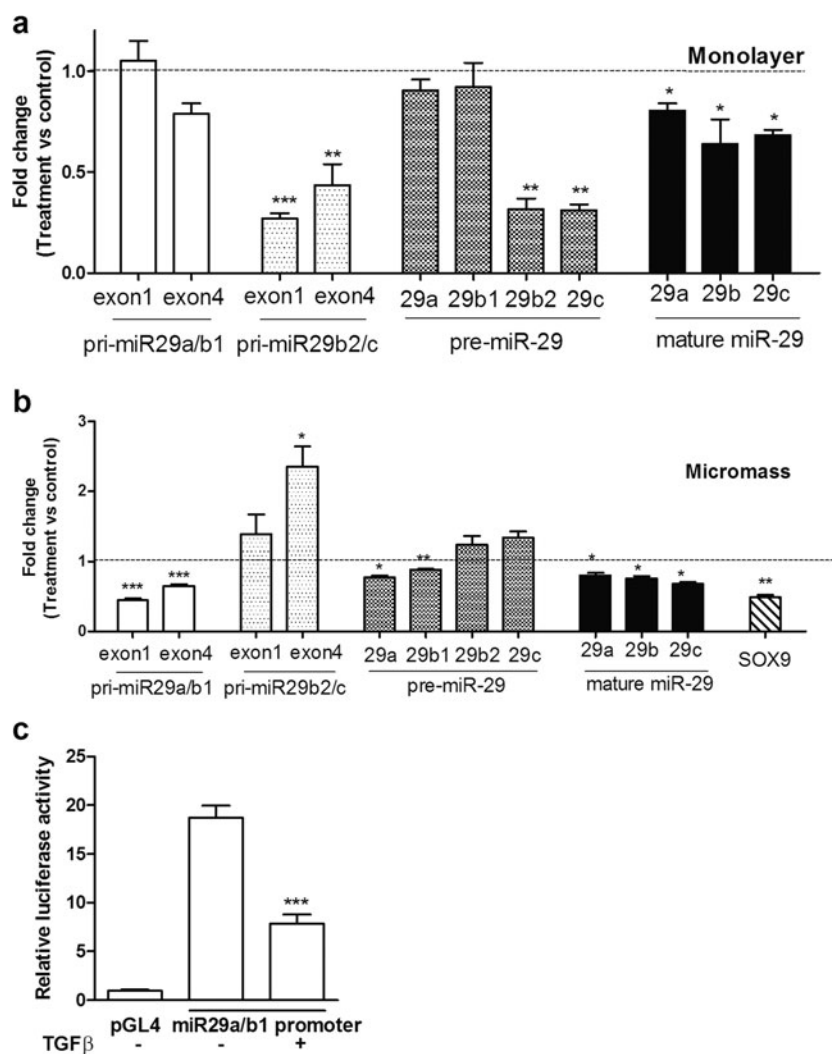 a
Monolayer
Fold change
(Treatment vs control)
1.0
0.5
0.0
*
*
*
**
***
**
**
exon1 exon4 exon1 exon4 29a 29b1 29b2 29c 29a 29b 29c
pri-miR29a/b1 pri-miR29b2/c pre-miR-29 mature miR-29
b
Micromass
Fold change
(Treatment vs control)
3
2
1
0
*
*** *** * ** * * * **
exon1 exon4 exon1 exon4 29a 29b1 29b2 29c 29a 29b 29c SOX9
pri-miR29a/b1 pri-miR29b2/c pre-miR-29 mature miR-29
c
Relative luciferase activity
25
20
15
10
5
0
***
pGL4 miR29a/b1 promoter
TGFβ - - +